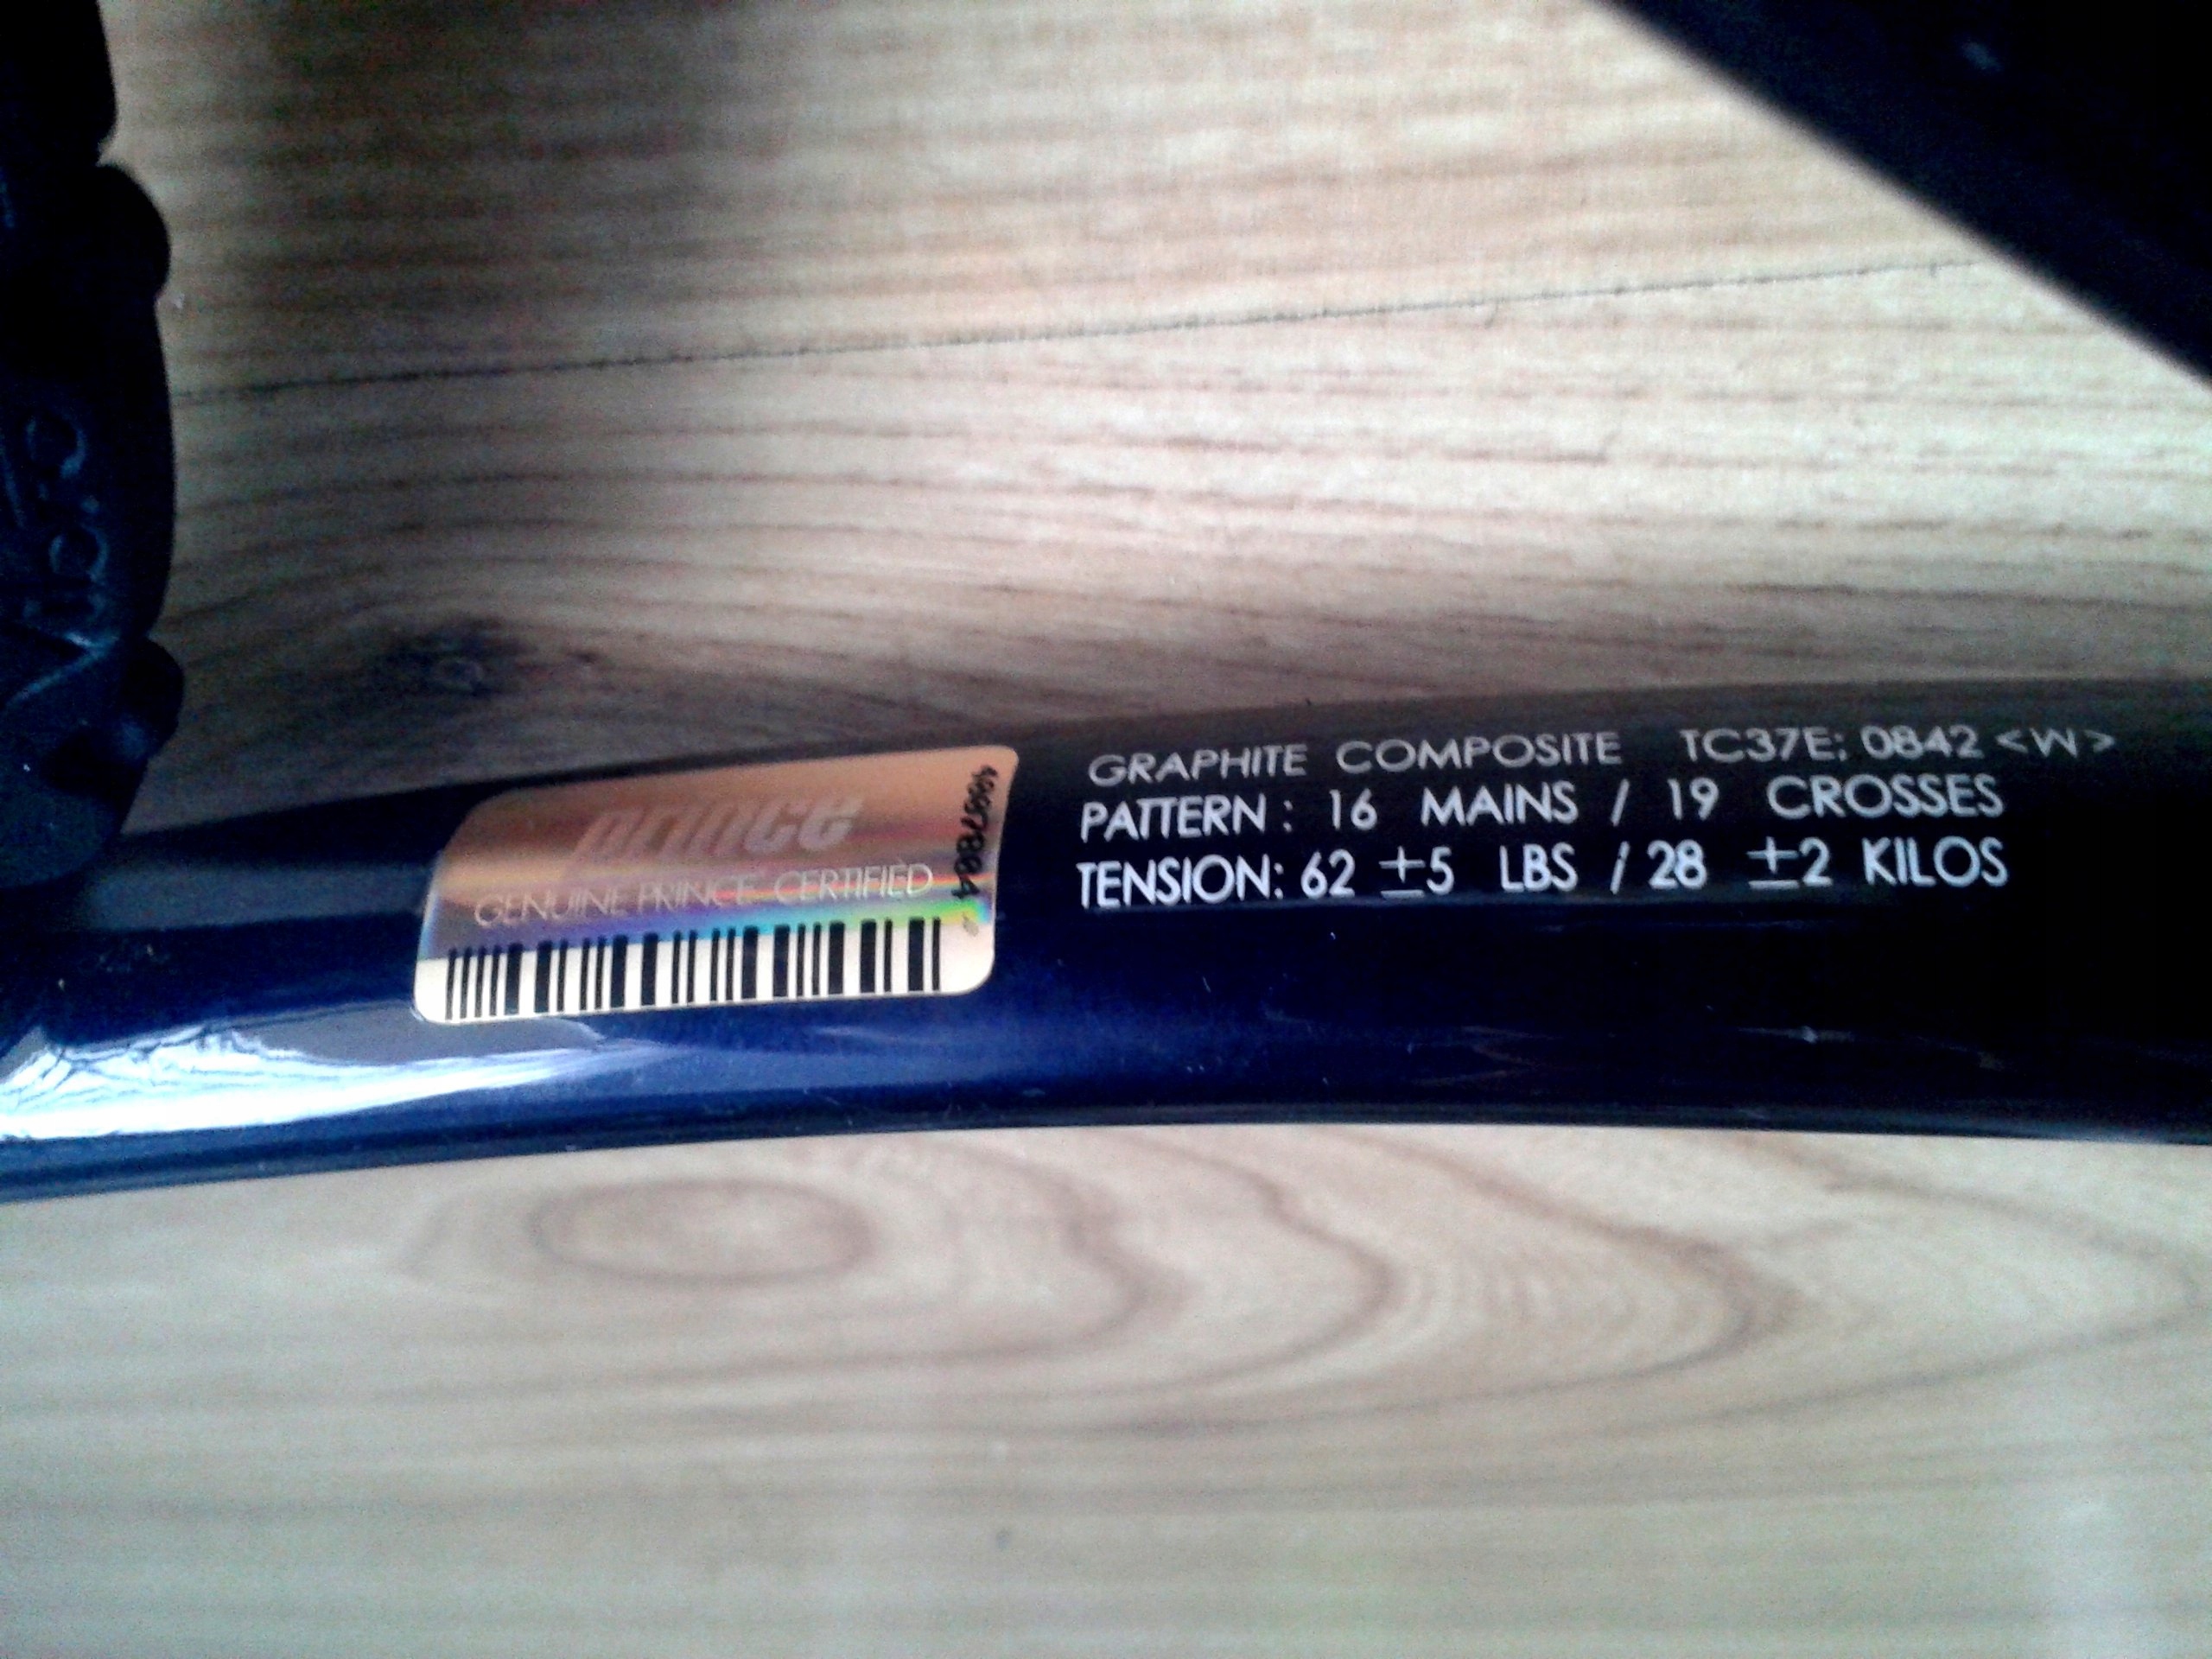 prince
GENUINE PRINCE CERTIFIED
GRAPHITE COMPOSITE TC37E: 0842 <W>
PATTERN: 16 MAINS / 19 CROSSES
TENSION: 62 ±5 LBS / 28 ±2 KILOS